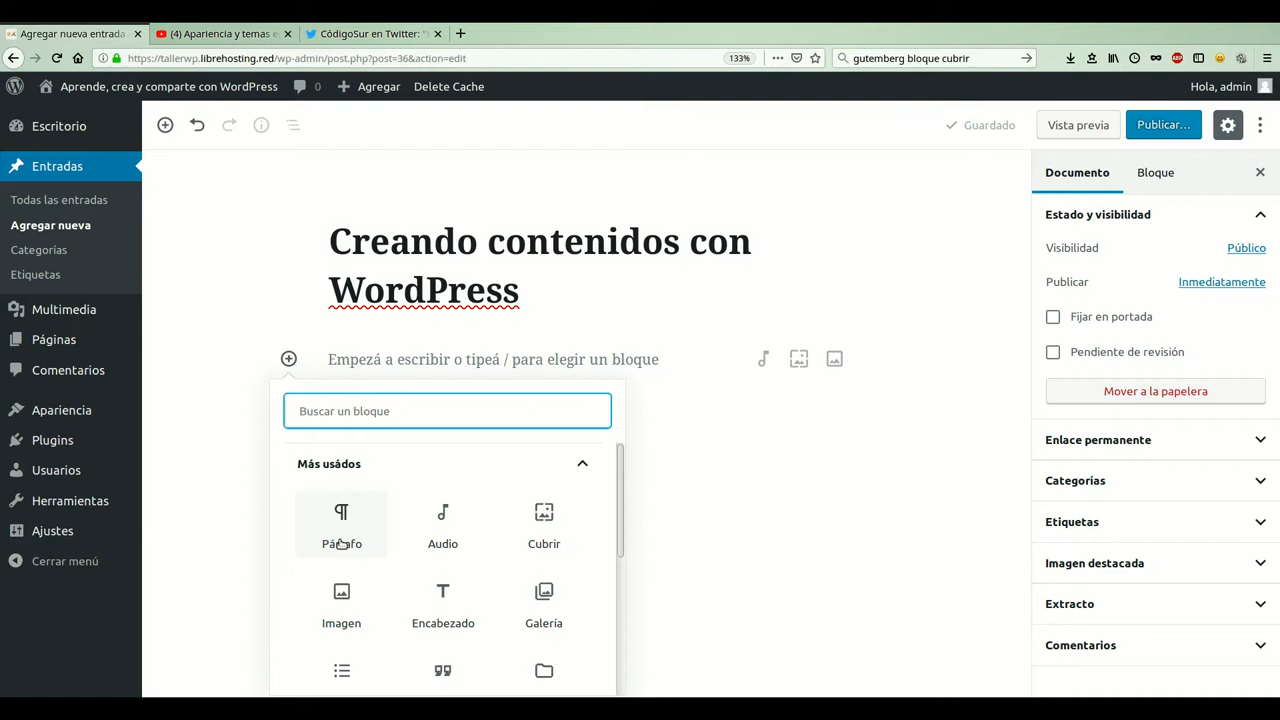 Agregar nueva entrada
(4) Apariencia y temas e
CódigoSur en Twitter: "
https://tallerwp.librehosting.red/wp-admin/post.php?post=36&action=edit
133%
gutemberg bloque cubrir
Aprende, crea y comparte con WordPress
0
Agregar
Delete Cache
Hola, admin
Escritorio
Entradas
Todas las entradas
Agregar nueva
Categorías
Etiquetas
Multimedia
Páginas
Comentarios
Apariencia
Plugins
Usuarios
Herramientas
Ajustes
Cerrar menú
Guardado
Vista previa
Publicar...
Creando contenidos con
WordPress
Empezá a escribir o tipeá / para elegir un bloque
Buscar un bloque
Más usádos
Párrafo
Audio
Cubrir
Imagen
Encabezado
Galería
Documento
Bloque
Estado y visibilidad
Visibilidad
Público
Publicar
Inmediatamente
Fijar en portada
Pendiente de revisión
Mover a la papelera
Enlace permanente
Categorías
Etiquetas
Imagen destacada
Extracto
Comentarios